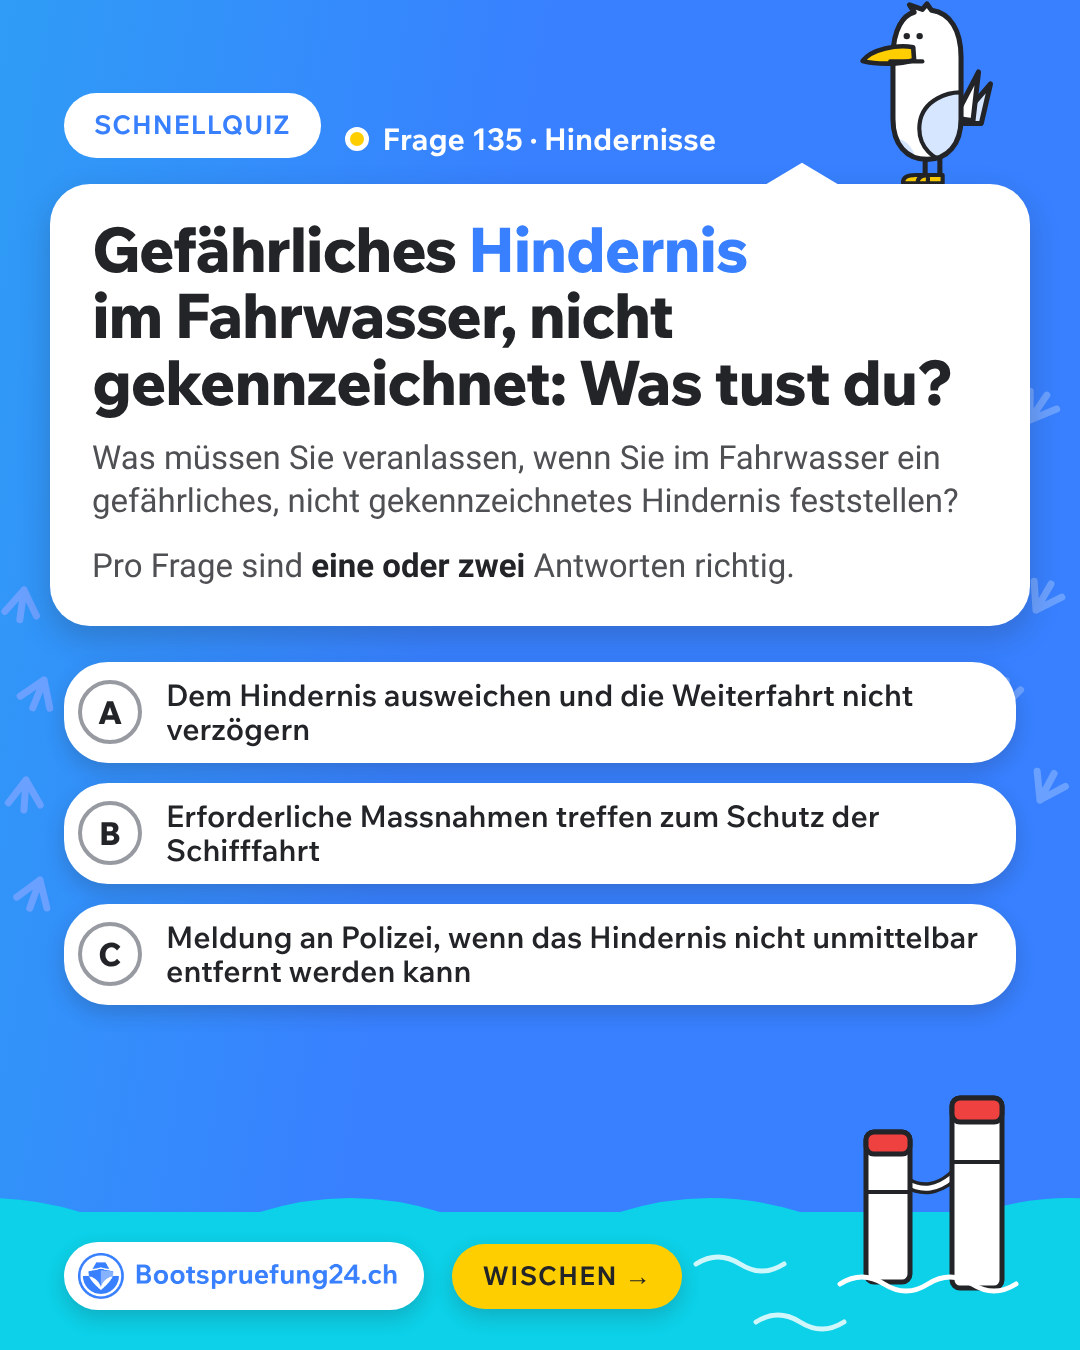 SCHNELLQUIZ
Frage 135 · Hindernisse
Gefährliches Hindernis
im Fahrwasser, nicht
gekennzeichnet: Was tust du?
Was müssen Sie veranlassen, wenn Sie im Fahrwasser ein
gefährliches, nicht gekennzeichnetes Hindernis feststellen?
Pro Frage sind eine oder zwei Antworten richtig.
A
Dem Hindernis ausweichen und die Weiterfahrt nicht
verzögern
B
Erforderliche Massnahmen treffen zum Schutz der
Schifffahrt
C
Meldung an Polizei, wenn das Hindernis nicht unmittelbar
entfernt werden kann
Bootspruefung24.ch
WISCHEN →